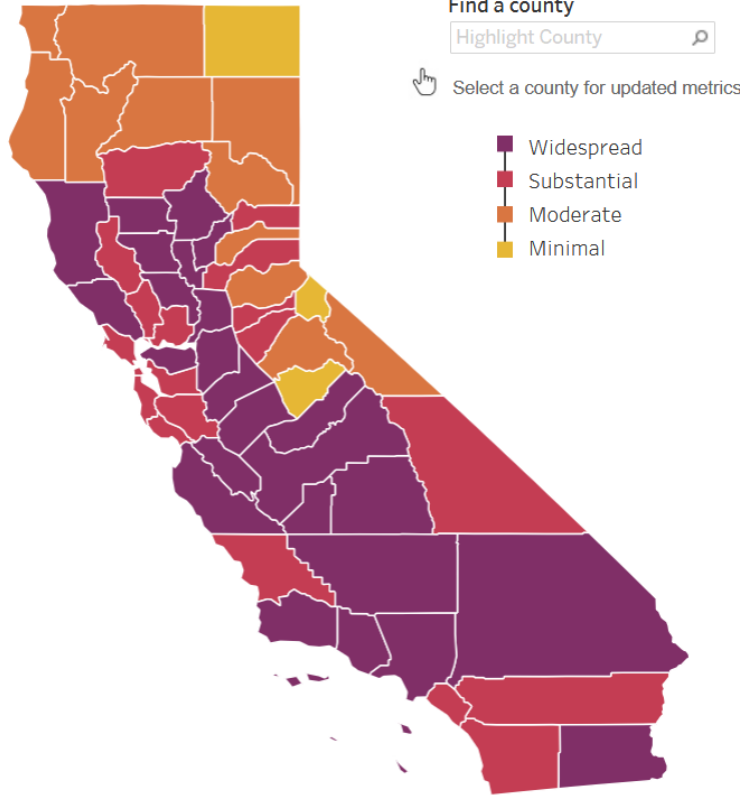 Find a county
Highlight County
Select a county for updated metrics
Widespread
Substantial
Moderate
Minimal